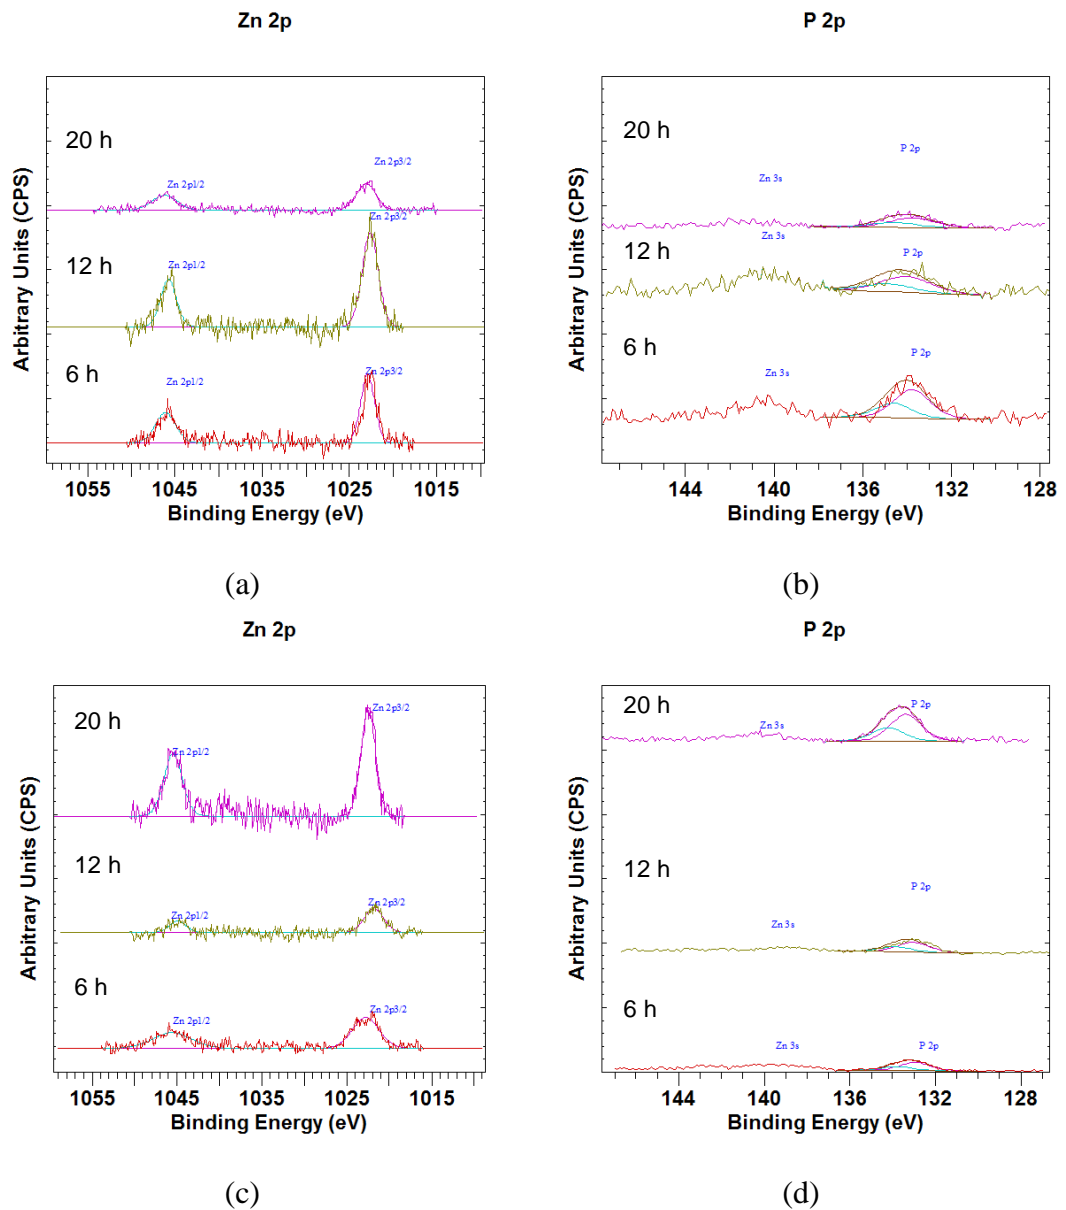 Zn 2p
P 2p
20 h
Zn 2p1/2
Zn 2p3/2
12 h
Zn 2p1/2
Zn 2p3/2
6 h
Zn 2p1/2
Zn 2p3/2
Arbitrary Units (CPS)
1055 1045 1035 1025 1015
Binding Energy (eV)
20 h
P 2p
Zn 3s
12 h
Zn 3s
P 2p
6 h
P 2p
Zn 3s
Arbitrary Units (CPS)
144 140 136 132 128
Binding Energy (eV)
(a)
(b)
Zn 2p
P 2p
20 h
Zn 2p1/2
Zn 2p3/2
12 h
Zn 2p1/2
Zn 2p3/2
6 h
Zn 2p1/2
Zn 2p3/2
Arbitrary Units (CPS)
1055 1045 1035 1025 1015
Binding Energy (eV)
20 h
P 2p
Zn 3s
12 h
P 2p
Zn 3s
6 h
Zn 3s
P 2p
Arbitrary Units (CPS)
144 140 136 132 128
Binding Energy (eV)
(c)
(d)